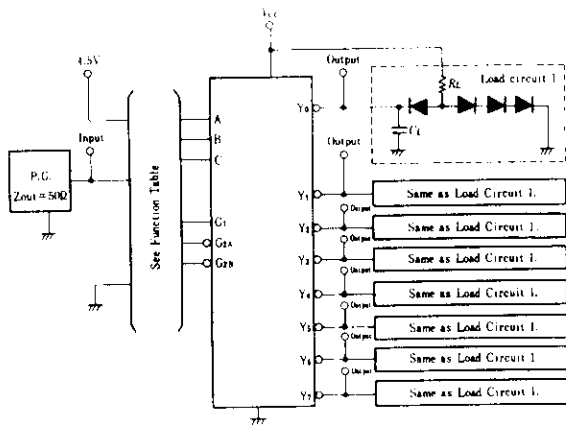 Vcc
4.5V
Output
RL
Load circuit 1.
Input
A
B
C
Y0
CL
Output
P.G.
Zout=50Ω
See Function Table
G1
G2A
G2B
Y1
Same as Load Circuit 1.
Output
Y2
Same as Load Circuit 1.
Output
Y3
Same as Load Circuit 1.
Output
Y4
Same as Load Circuit 1.
Output
Y5
Same as Load Circuit 1.
Output
Y6
Same as Load Circuit 1
Output
Y7
Same as Load Circuit 1.